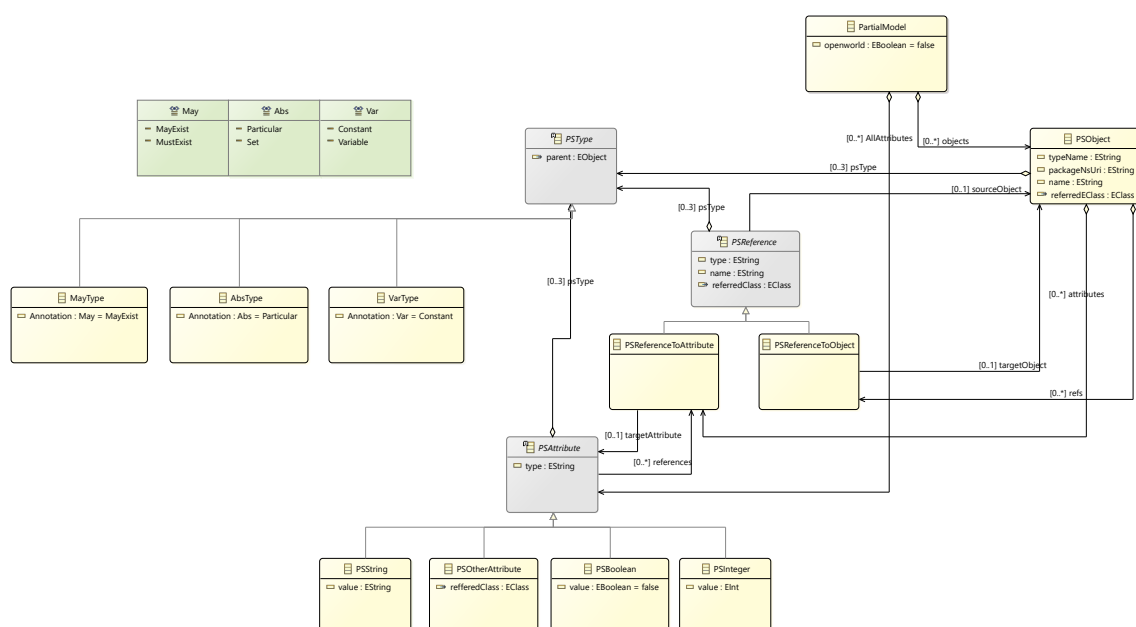 PartialModel
openworld : EBoolean = false
May
Abs
Var
MayExist
MustExist
Particular
Set
Constant
Variable
PSType
parent : EObject
[0..*] AllAttributes
[0..*] objects
PSObject
typeName : EString
packageNsUri : EString
name : EString
referredEClass : EClass
[0..3] psType
[0..1] sourceObject
[0..3] psType
PSReference
type : EString
name : EString
referredClass : EClass
[0..3] psType
MayType
Annotation : May = MayExist
AbsType
Annotation : Abs = Particular
VarType
Annotation : Var = Constant
[0..*] attributes
PSReferenceToAttribute
PSReferenceToObject
[0..1] targetObject
[0..*] refs
[0..1] targetAttribute
PSAttribute
type : EString
[0..*] references
PSString
value : EString
PSOtherAttribute
refferedClass : EClass
PSBoolean
value : EBoolean = false
PSInteger
value : EInt